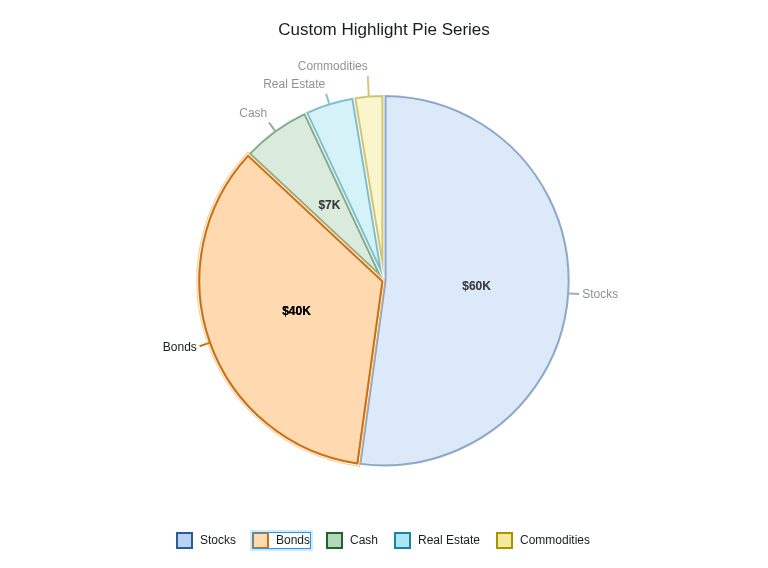 Custom Highlight Pie Series
Commodities
Real Estate
Cash
$7K
$60K
Stocks
$40K
Bonds
Stocks Bonds Cash Real Estate Commodities